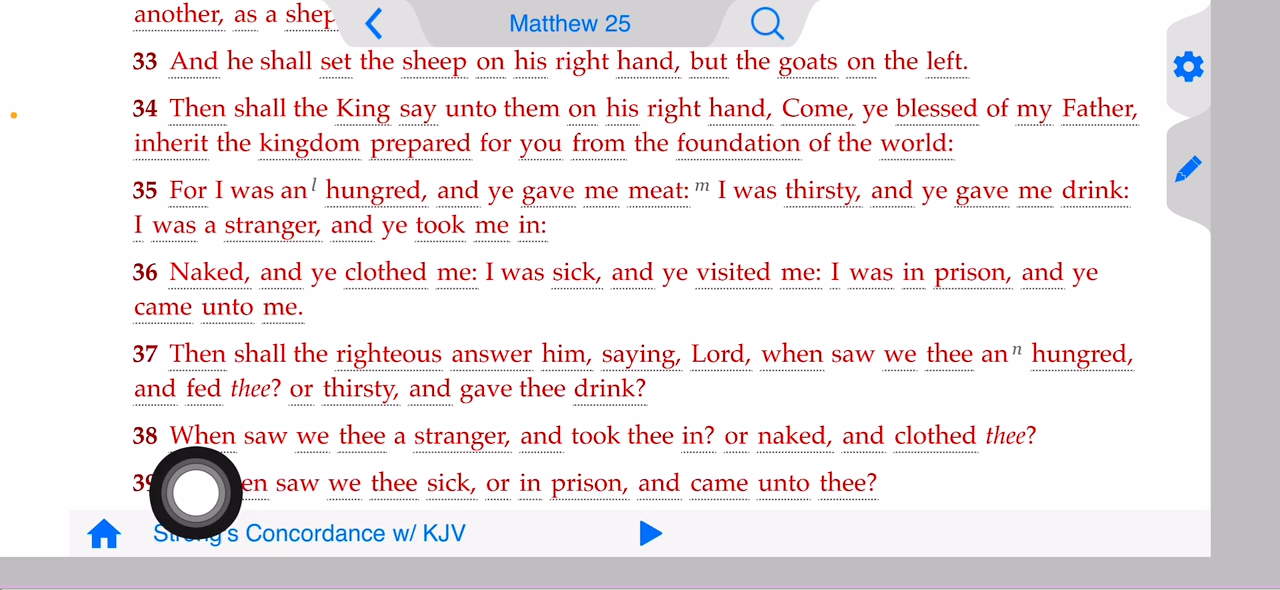 another, as a
Matthew 25
33 And he shall set the sheep on his right hand, but the goats on the left.
34 Then shall the King say unto them on his right hand, Come, ye blessed of my Father,
inherit the kingdom prepared for you from the foundation of the world:
35 For I was an l hungred, and ye gave me meat: m I was thirsty, and ye gave me drink:
I was a stranger, and ye took me in:
36 Naked, and ye clothed me: I was sick, and ye visited me: I was in prison, and ye
came unto me.
37 Then shall the righteous answer him, saying, Lord, when saw we thee an n hungred,
and fed thee? or thirsty, and gave thee drink?
38 When saw we thee a stranger, and took thee in? or naked, and clothed thee?
saw we thee sick, or in prison, and came unto thee?
Strong's Concordance w/ KJV